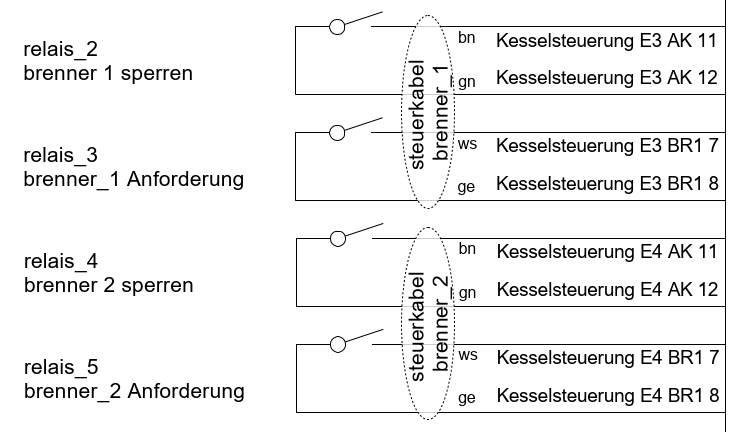 relais_2
brenner 1 sperren
bn
Kesselsteuerung E3 AK 11
gn
Kesselsteuerung E3 AK 12
steuerkabel
brenner_1
relais_3
brenner_1 Anforderung
ws
Kesselsteuerung E3 BR1 7
ge
Kesselsteuerung E3 BR1 8
relais_4
brenner 2 sperren
bn
Kesselsteuerung E4 AK 11
gn
Kesselsteuerung E4 AK 12
steuerkabel
brenner_2
relais_5
brenner_2 Anforderung
ws
Kesselsteuerung E4 BR1 7
ge
Kesselsteuerung E4 BR1 8